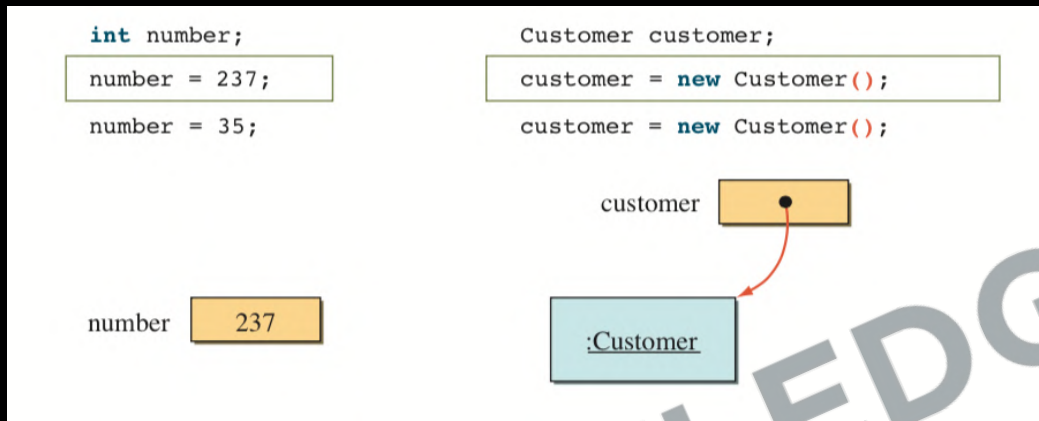 int number;
number = 237;
number = 35;
Customer customer;
customer = new Customer();
customer = new Customer();
customer
number 237
:Customer